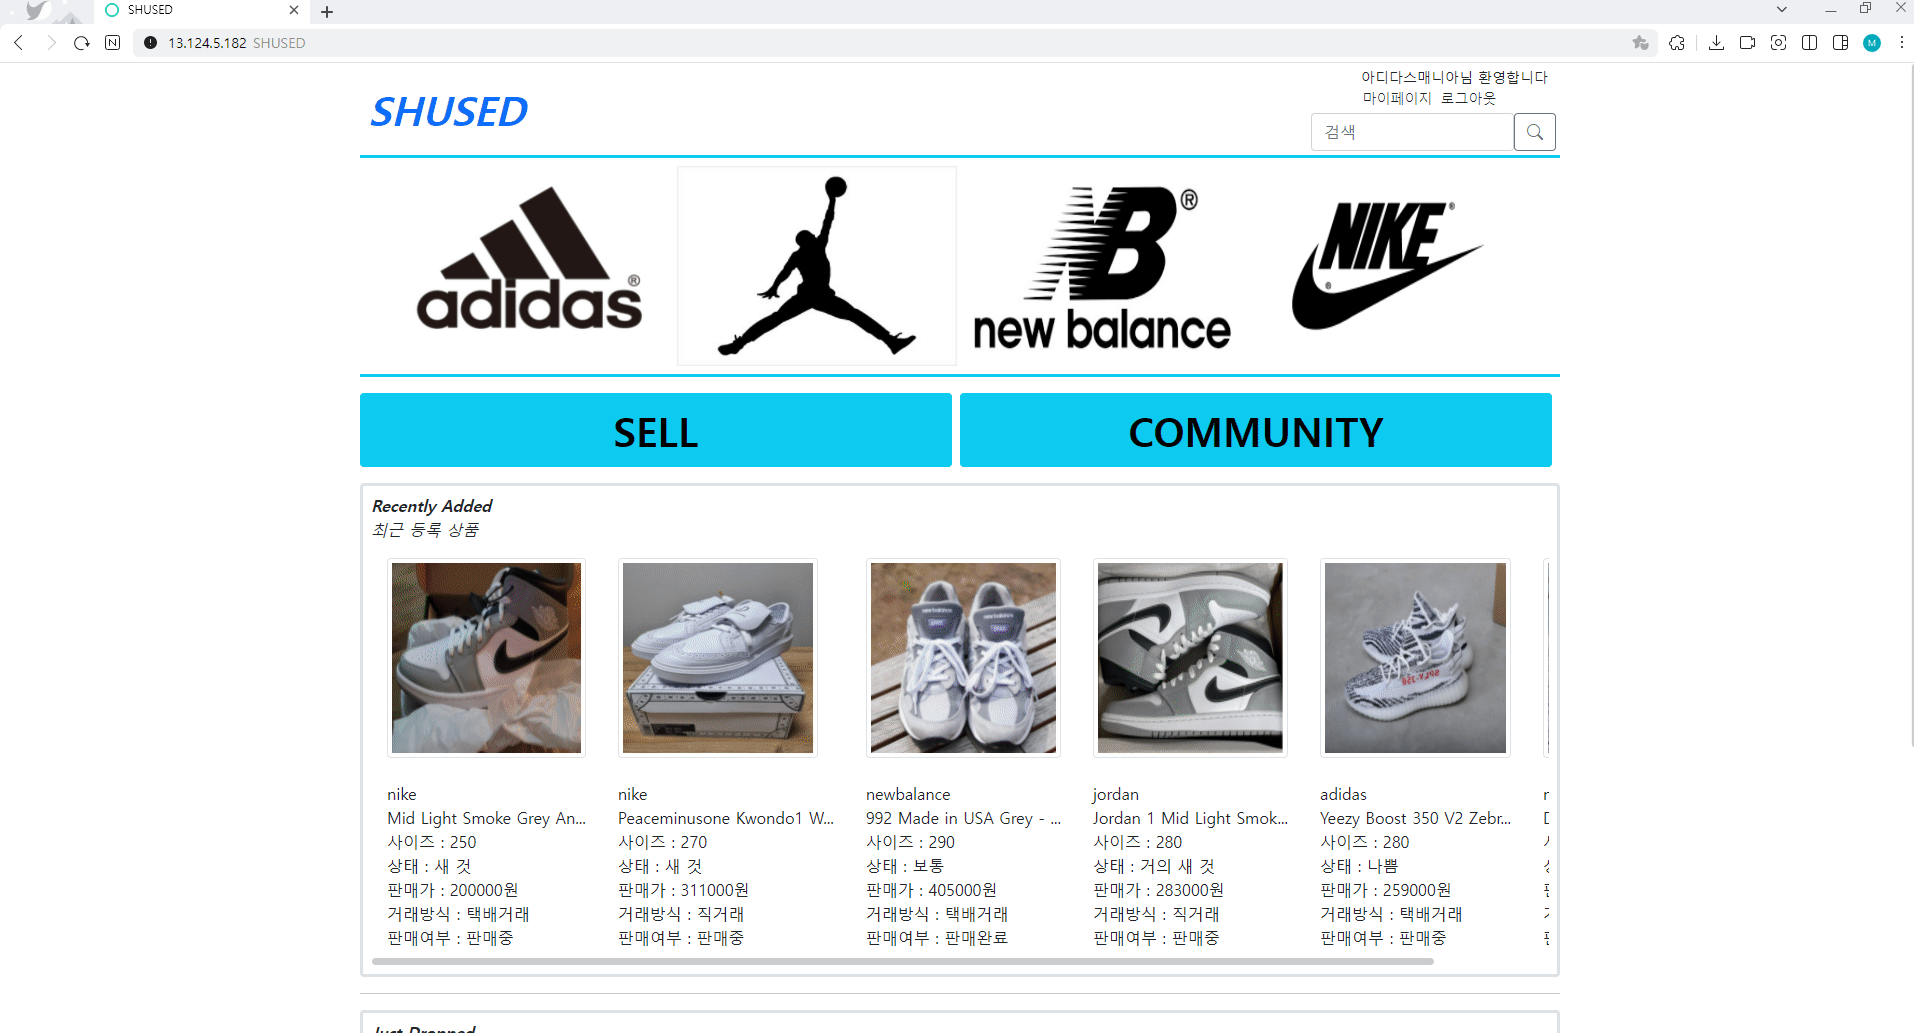 SHUSED
13.124.5.182 SHUSED
M
아디다스매니아님 환영합니다
마이페이지 로그아웃
SHUSED
검색
adidas
new balance
NIKE
SELL
COMMUNITY
Recently Added
최근 등록 상품
nike
Mid Light Smoke Grey An...
사이즈 : 250
상태 : 새 것
판매가 : 200000원
거래방식 : 택배거래
판매여부 : 판매중
nike
Peaceminusone Kwondo1 W...
사이즈 : 270
상태 : 새 것
판매가 : 311000원
거래방식 : 직거래
판매여부 : 판매중
newbalance
992 Made in USA Grey - ...
사이즈 : 290
상태 : 보통
판매가 : 405000원
거래방식 : 택배거래
판매여부 : 판매완료
jordan
Jordan 1 Mid Light Smok...
사이즈 : 280
상태 : 거의 새 것
판매가 : 283000원
거래방식 : 직거래
판매여부 : 판매중
adidas
Yeezy Boost 350 V2 Zebr...
사이즈 : 280
상태 : 나쁨
판매가 : 259000원
거래방식 : 택배거래
판매여부 : 판매중
Just Dropped